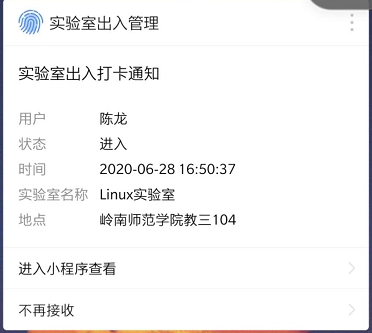 实验室出入管理
实验室出入打卡通知
用户 陈龙
状态 进入
时间 2020-06-28 16:50:37
实验室名称 Linux实验室
地点 岭南师范学院教三104
进入小程序查看
不再接收